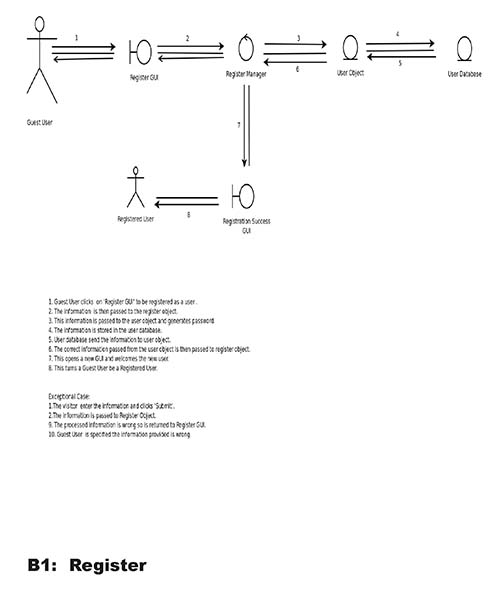 1
2
3
4
5
6
Register GUI
Register Manager
User Object
User Database
Guest User
7
8
Registered User
Registration Success
GUI
1. Guest User clicks on "Register GUI" to be registered as a user .
2. The information is then passed to the register object.
3. This information is passed to the user object and generates password.
4. The information is stored in the user database.
5. User database send the information to user object.
6. The correct information passed from the user object is then passed to register object.
7. This opens a new GUI and welcomes the new user.
8. This turns a Guest User be a Registered User.
Exceptional Case:
1.The visitor enter the information and clicks 'Submit'.
2.The information is passed to Register Object.
9. The processed information is wrong so is returned to Register GUI.
10. Guest User is specified the information provided is wrong
B1: Register